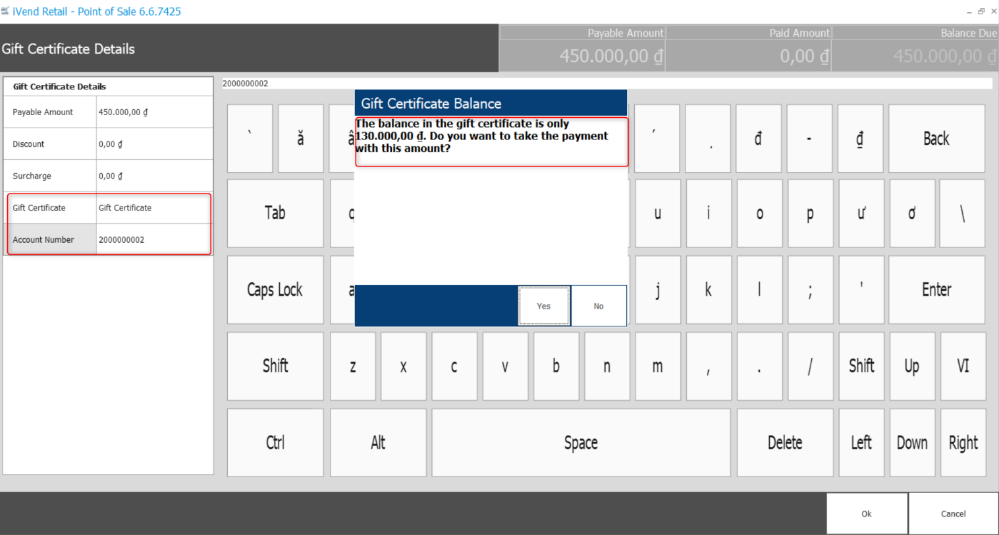 iVend Retail - Point of Sale 6.6.7425
Gift Certificate Details
Payable Amount
450.000,00 ₫
Paid Amount
0,00 ₫
Balance Due
450.000,00 ₫
Gift Certificate Details
Payable Amount 450.000,00 ₫
Discount 0,00 ₫
Surcharge 0,00 ₫
Gift Certificate Gift Certificate
Account Number 2000000002
2000000002
Gift Certificate Balance
The balance in the gift certificate is only
130.000,00 ₫. Do you want to take the payment
with this amount?
Yes No
` ă â ´ . đ - ₫ Back
Tab q u i o p ư ơ \
Caps Lock a j k l ; ' Enter
Shift z x c v b n m , . / Shift Up VI
Ctrl Alt Space Delete Left Down Right
Ok Cancel